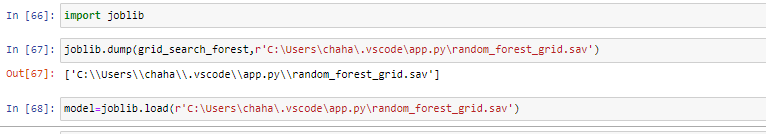 In [66]: import joblib
In [67]: joblib.dump(grid_search_forest,r'C:\Users\chaha\.vscode\app.py\random_forest_grid.sav')
Out[67]: ['C:\\Users\\chaha\\.vscode\\app.py\\random_forest_grid.sav']
In [68]: model=joblib.load(r'C:\Users\chaha\.vscode\app.py\random_forest_grid.sav')